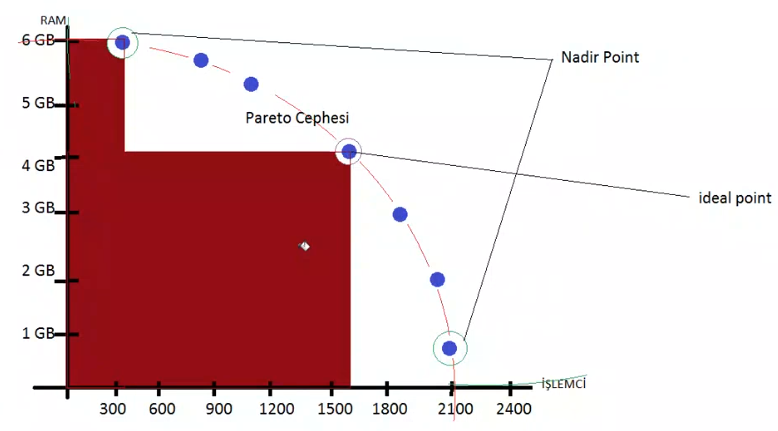 RAM
6 GB
Nadir Point
5 GB
Pareto Cephesi
4 GB
ideal point
3 GB
2 GB
1 GB
İŞLEMCİ
300 600 900 1200 1500 1800 2100 2400